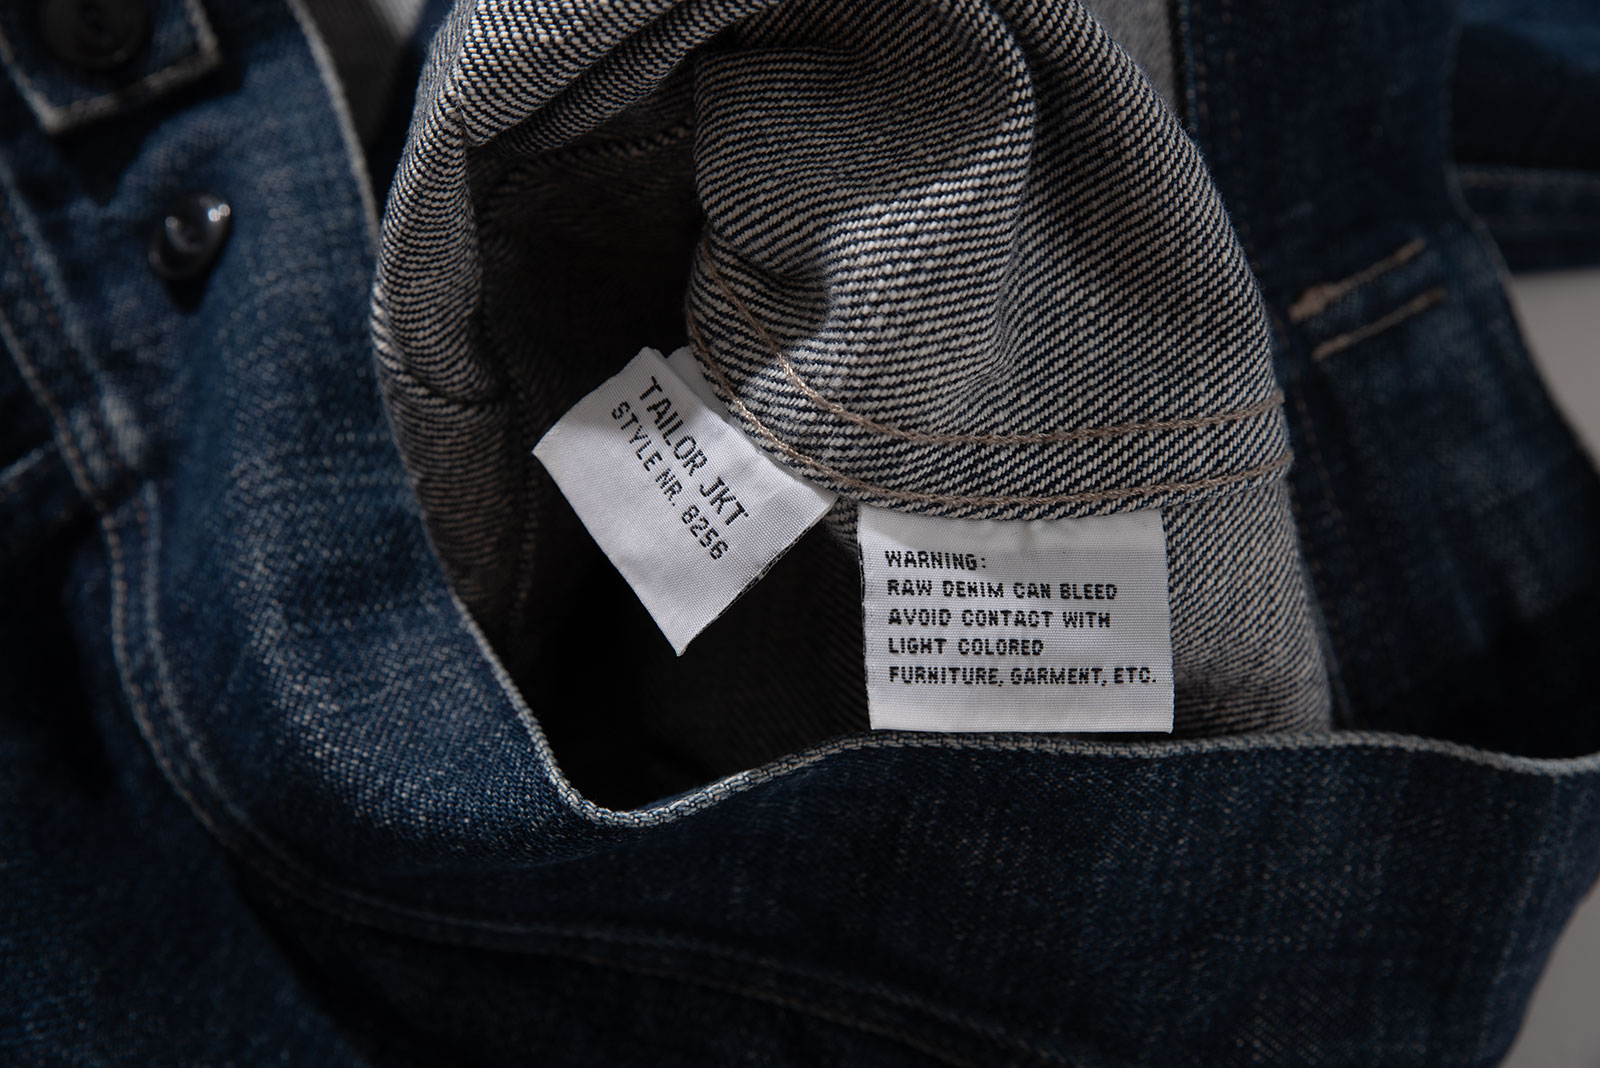 TAILOR JKT
STYLE NR. 8256
WARNING:
RAW DENIM CAN BLEED
AVOID CONTACT WITH
LIGHT COLORED
FURNITURE, GARMENT, ETC.